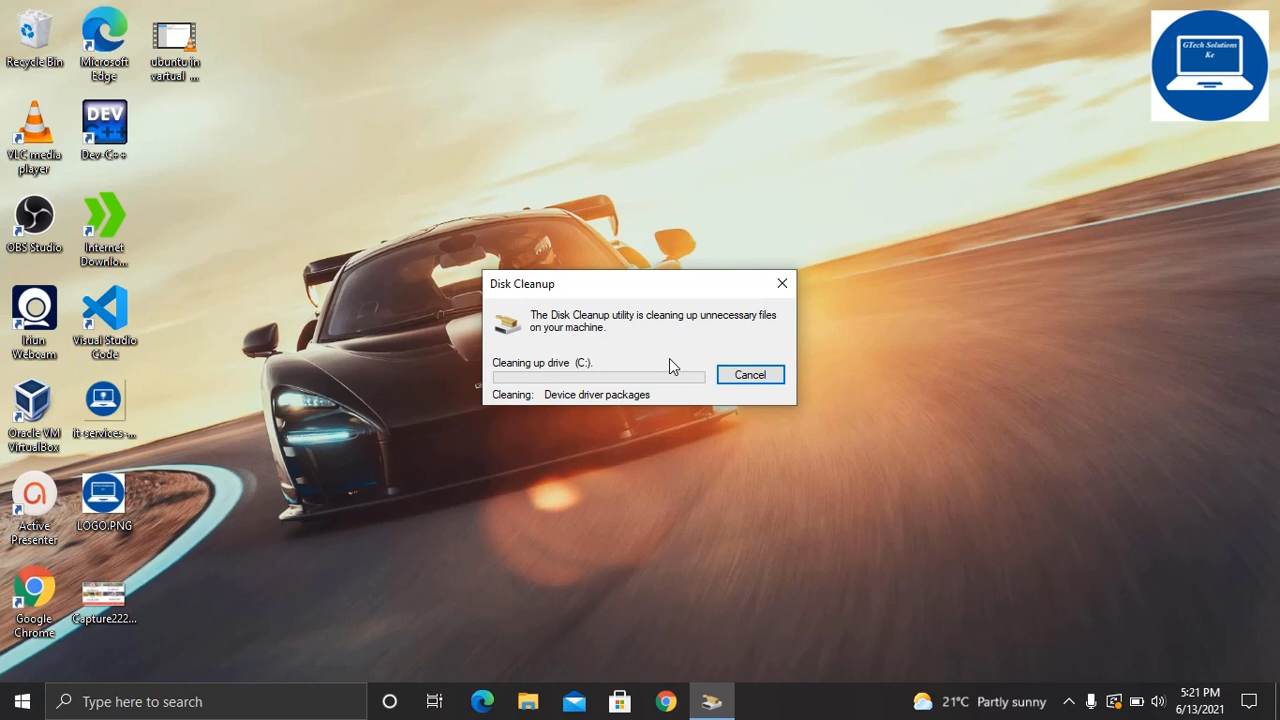 Recycle Bin
Microsoft
Edge
ubuntu in
vartual ...
VLC media
player
DEV
C++
Dev-C++
OBS Studio
Internet
Downlo...
Iriun
Webcam
Visual Studio
Code
Oracle VM
VirtualBox
it-services-...
Active
Presenter
LOGO.PNG
Google
Chrome
Capture222...
GTech Solutions
Ke
Disk Cleanup
The Disk Cleanup utility is cleaning up unnecessary files
on your machine.
Cleaning up drive (C:).
Cancel
Cleaning: Device driver packages
Type here to search
21°C Partly sunny
5:21 PM
6/13/2021